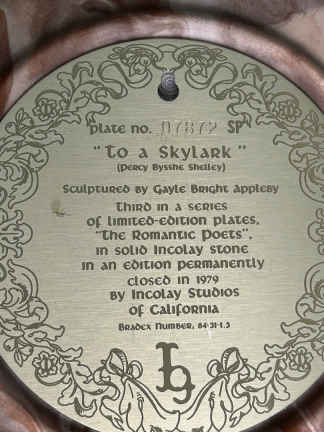 plate no. 07872 SP
"To a Skylark"
(Percy Bysshe Shelley)
Sculptured by Gayle Bright Appleby
Third in a series
of limited-edition plates,
"The Romantic Poets",
in solid Incolay stone
in an edition permanently
closed in 1979
by Incolay Studios
of California
Bradex Number, 84-31-1.3